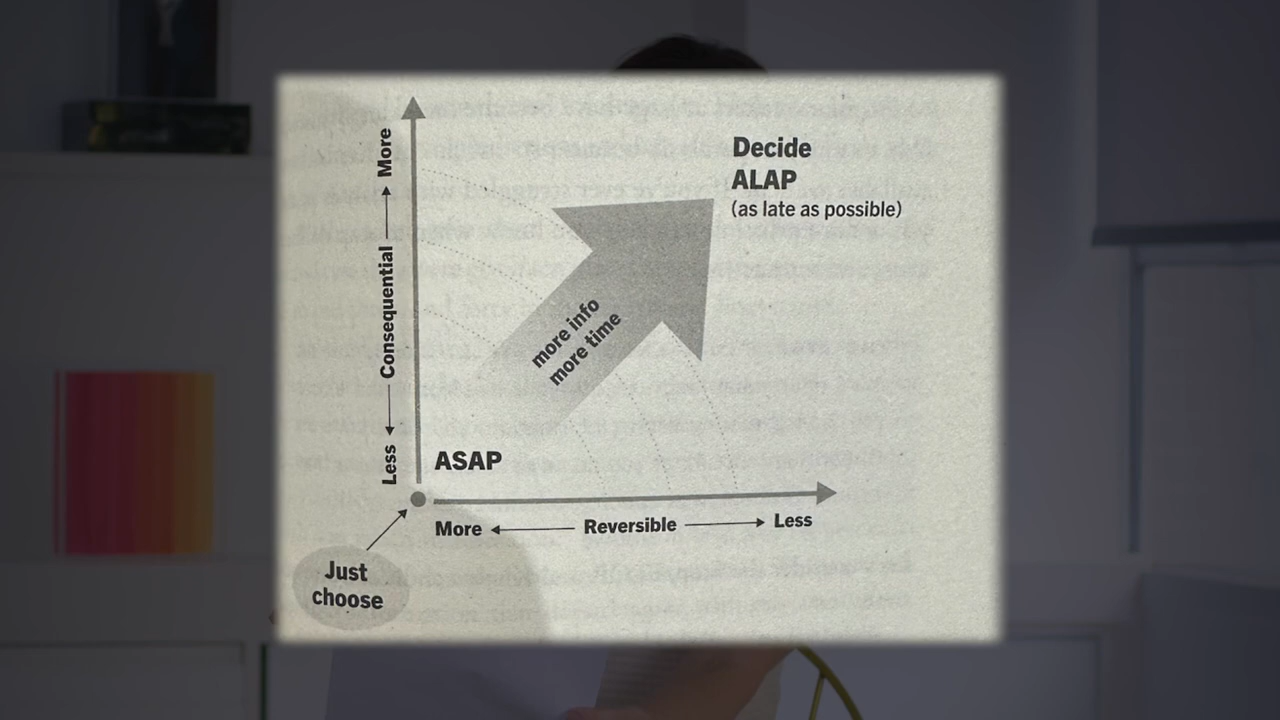 More
Consequential
Less
Decide
ALAP
(as late as possible)
more info
more time
ASAP
More
Reversible
Less
Just
choose